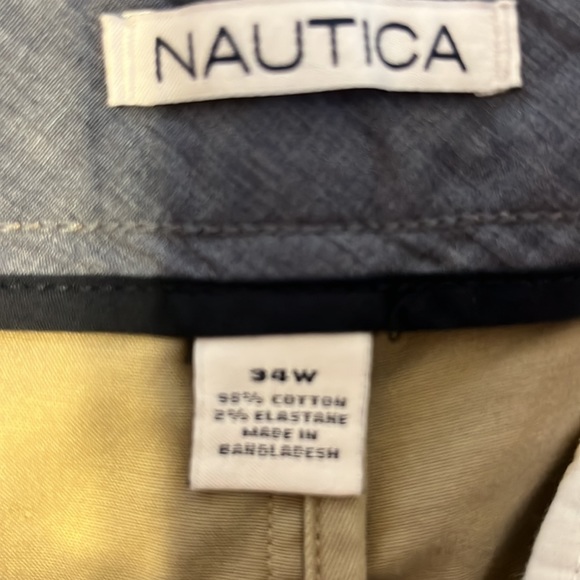 NAUTICA
34W
98% COTTON
2% ELASTANE
MADE IN
BANGLADESH